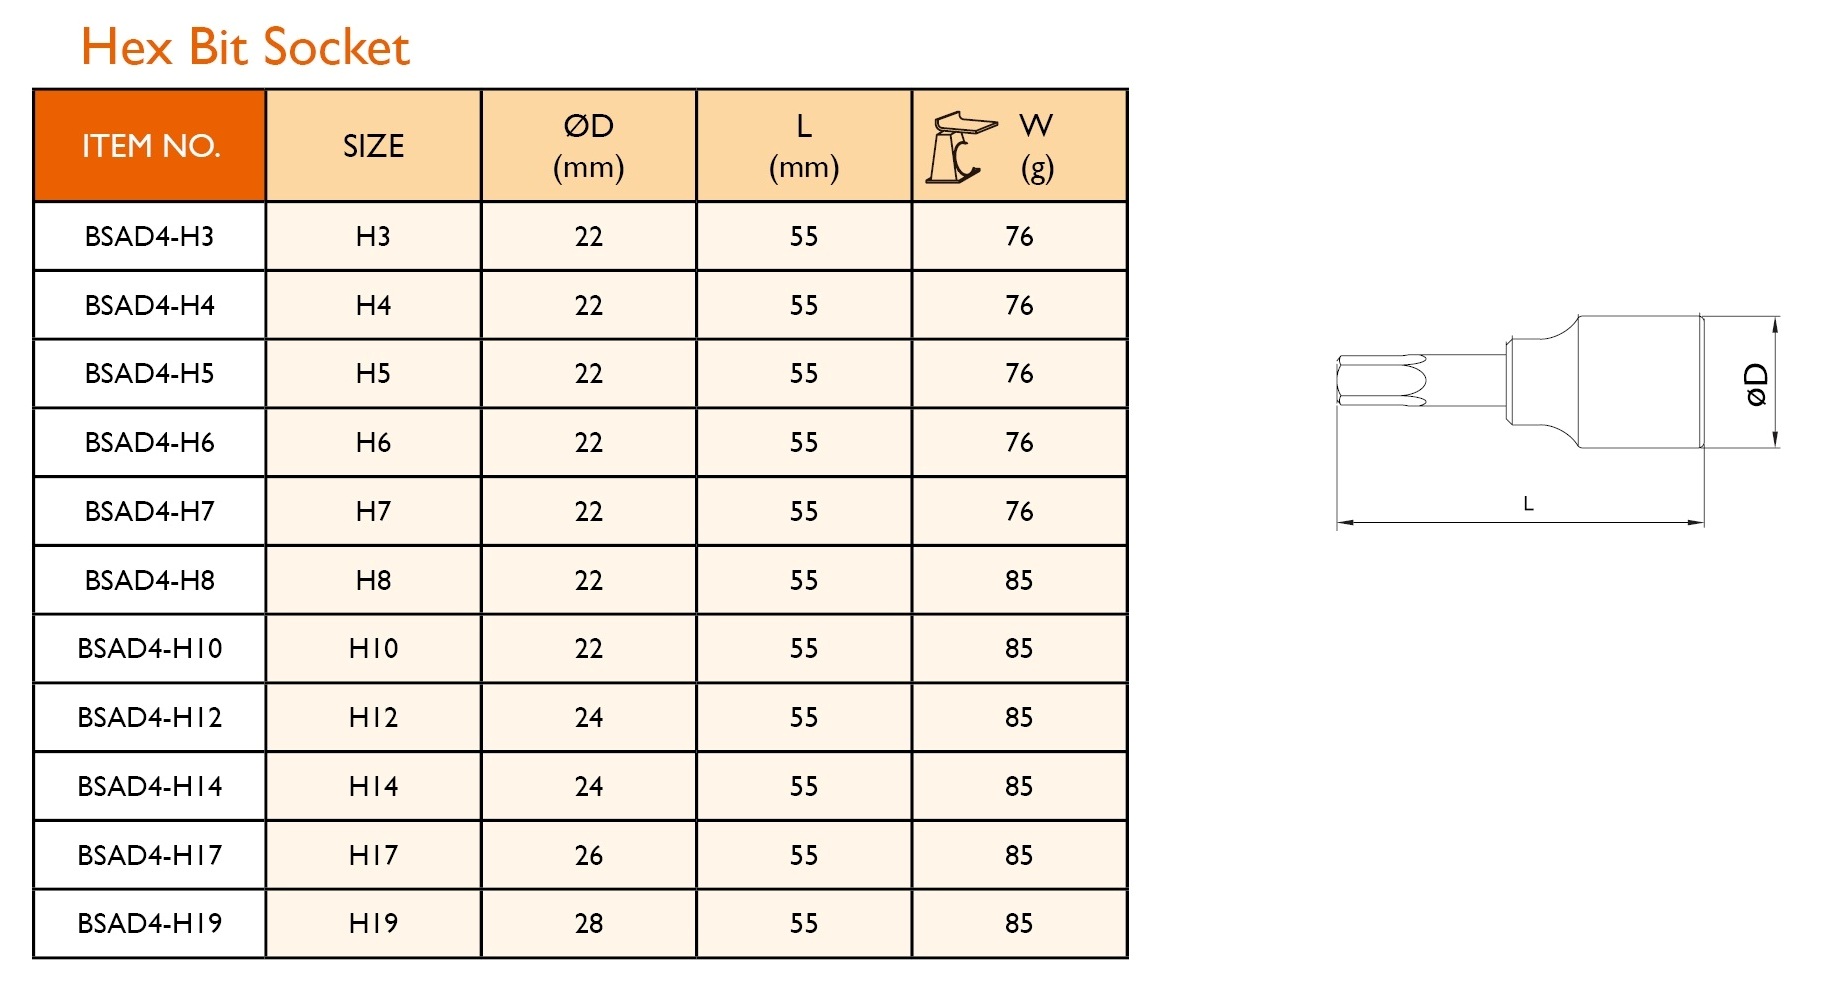 Hex Bit Socket
ITEM NO. SIZE ØD (mm) L (mm) W (g)
BSAD4-H3 H3 22 55 76
BSAD4-H4 H4 22 55 76
BSAD4-H5 H5 22 55 76
BSAD4-H6 H6 22 55 76
BSAD4-H7 H7 22 55 76
BSAD4-H8 H8 22 55 85
BSAD4-H10 H10 22 55 85
BSAD4-H12 H12 24 55 85
BSAD4-H14 H14 24 55 85
BSAD4-H17 H17 26 55 85
BSAD4-H19 H19 28 55 85
ØD
L